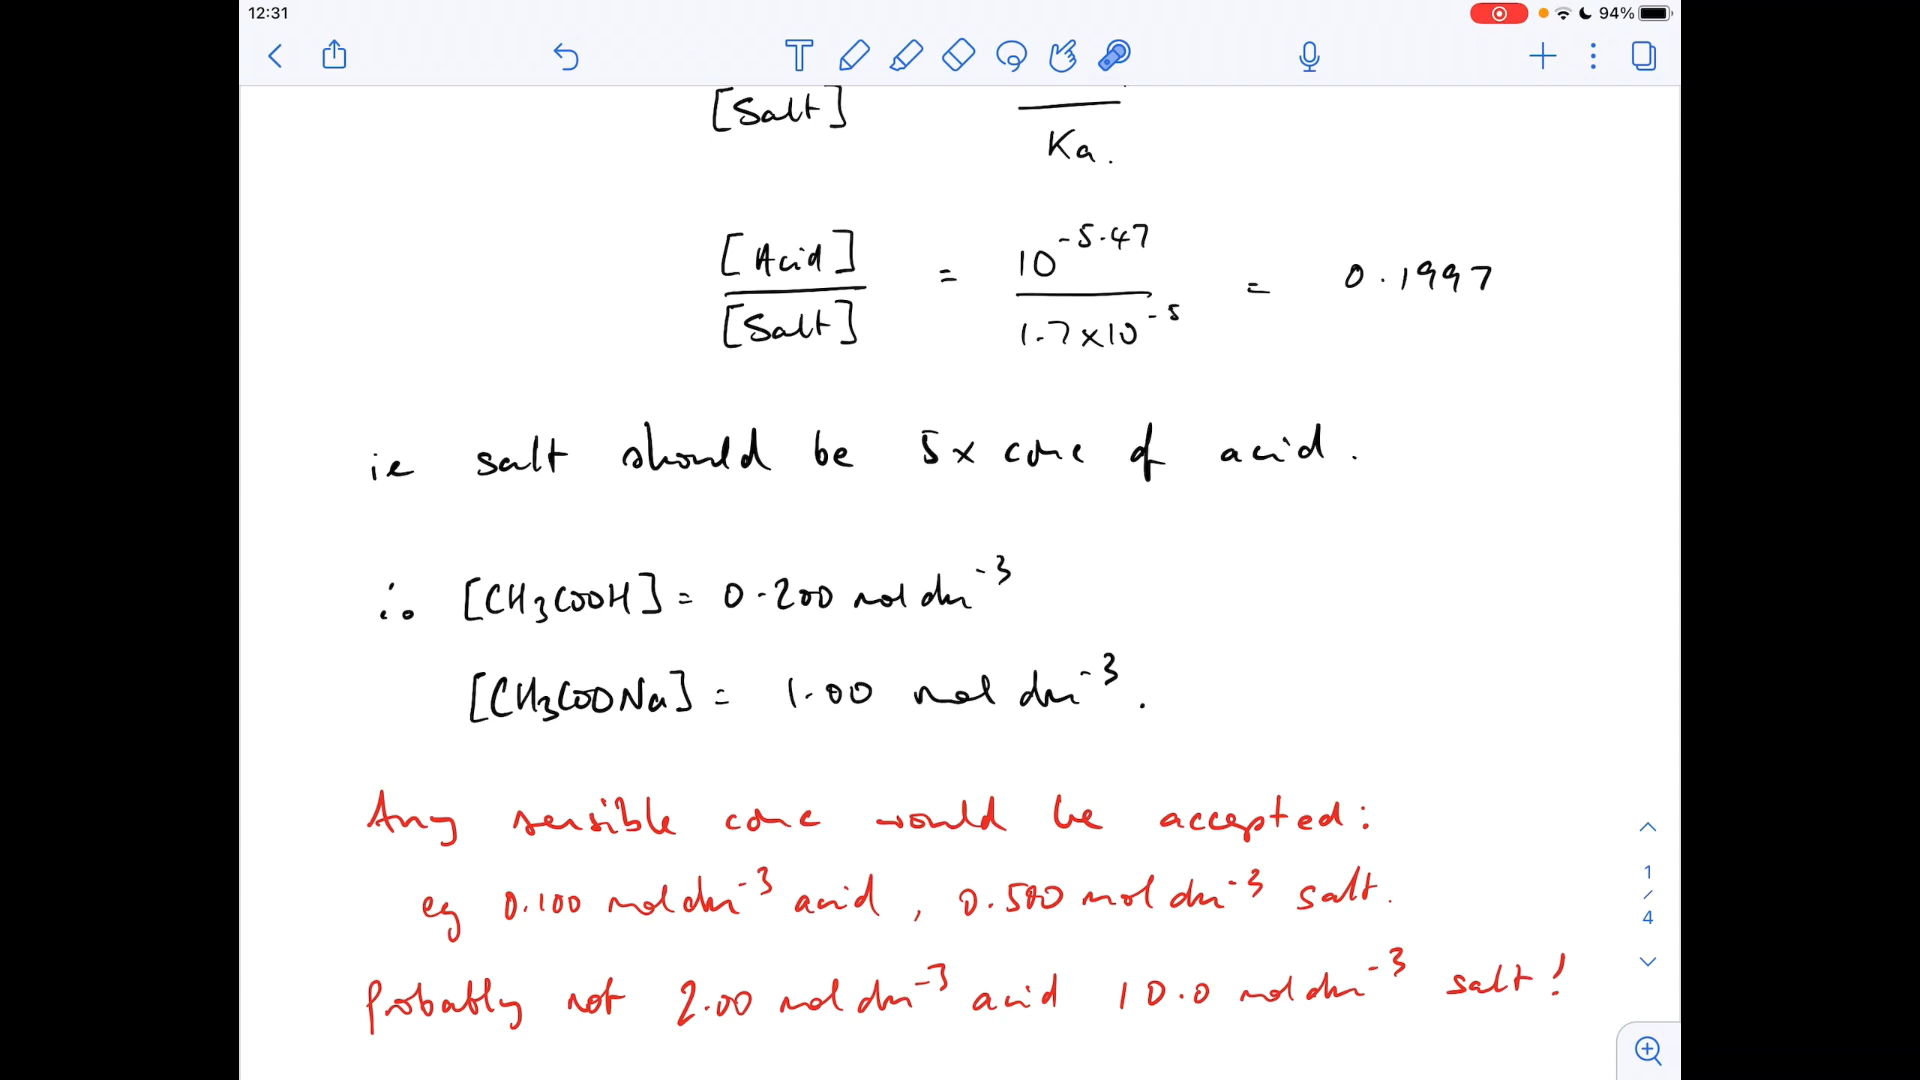 12:31
94%
[Salt]
Ka.
[Acid] = 10^-5.47 = 0.1997
[Salt] 1.7x10^-5
ie salt should be 5x conc of acid.
∴ [CH3COOH] = 0.200 mol dm^-3
[CH3COONa] = 1.00 mol dm^-3.
Any sensible conc would be accepted:
eg 0.100 mol dm^-3 acid, 0.500 mol dm^-3 salt.
Probably not 2.00 mol dm^-3 acid 10.0 mol dm^-3 salt!
1
/
4